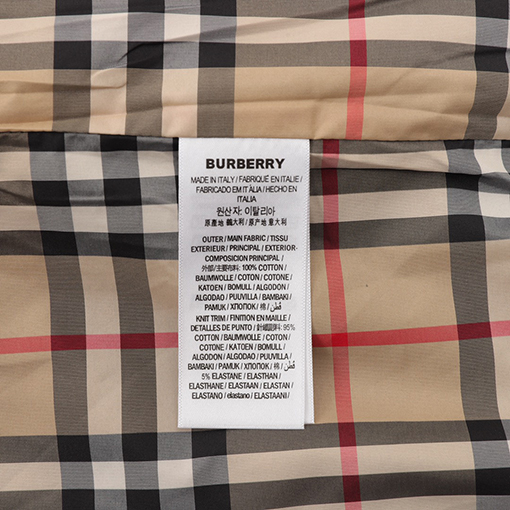 BURBERRY
MADE IN ITALY / FABRIQUÉ EN ITALIE /
FABRICADO EM ITÁLIA / HECHO EN
ITALIA
원산자: 이탈리아
原產地 義大利 / 原产地 意大利
OUTER / MAIN FABRIC / TISSU
EXTERIEUR / PRINCIPAL / EXTERIOR-
COMPOSICION PRINCIPAL /
外部/主要布料: 100% COTTON /
BAUMWOLLE / COTON / COTONE /
KATOEN / BOMULL / ALGODON /
ALGODAO / PUUVILLA / BAMBAKI /
PAMUK / ХЛОПОК / 棉 / قطن /
KNIT TRIM / FINITION EN MAILLE /
DETALLES DE PUNTO / 針織部: 95%
COTTON / BAUMWOLLE / COTON /
COTONE / KATOEN / BOMULL /
ALGODON / ALGODAO / PUUVILLA /
BAMBAKI / PAMUK / ХЛОПОК / 棉 / قطن /
5% ELASTANE / ELASTHAN /
ELASTHANE / ELASTAAN / ELASTAN /
ELASTANO / elastano / ELASTAANI /